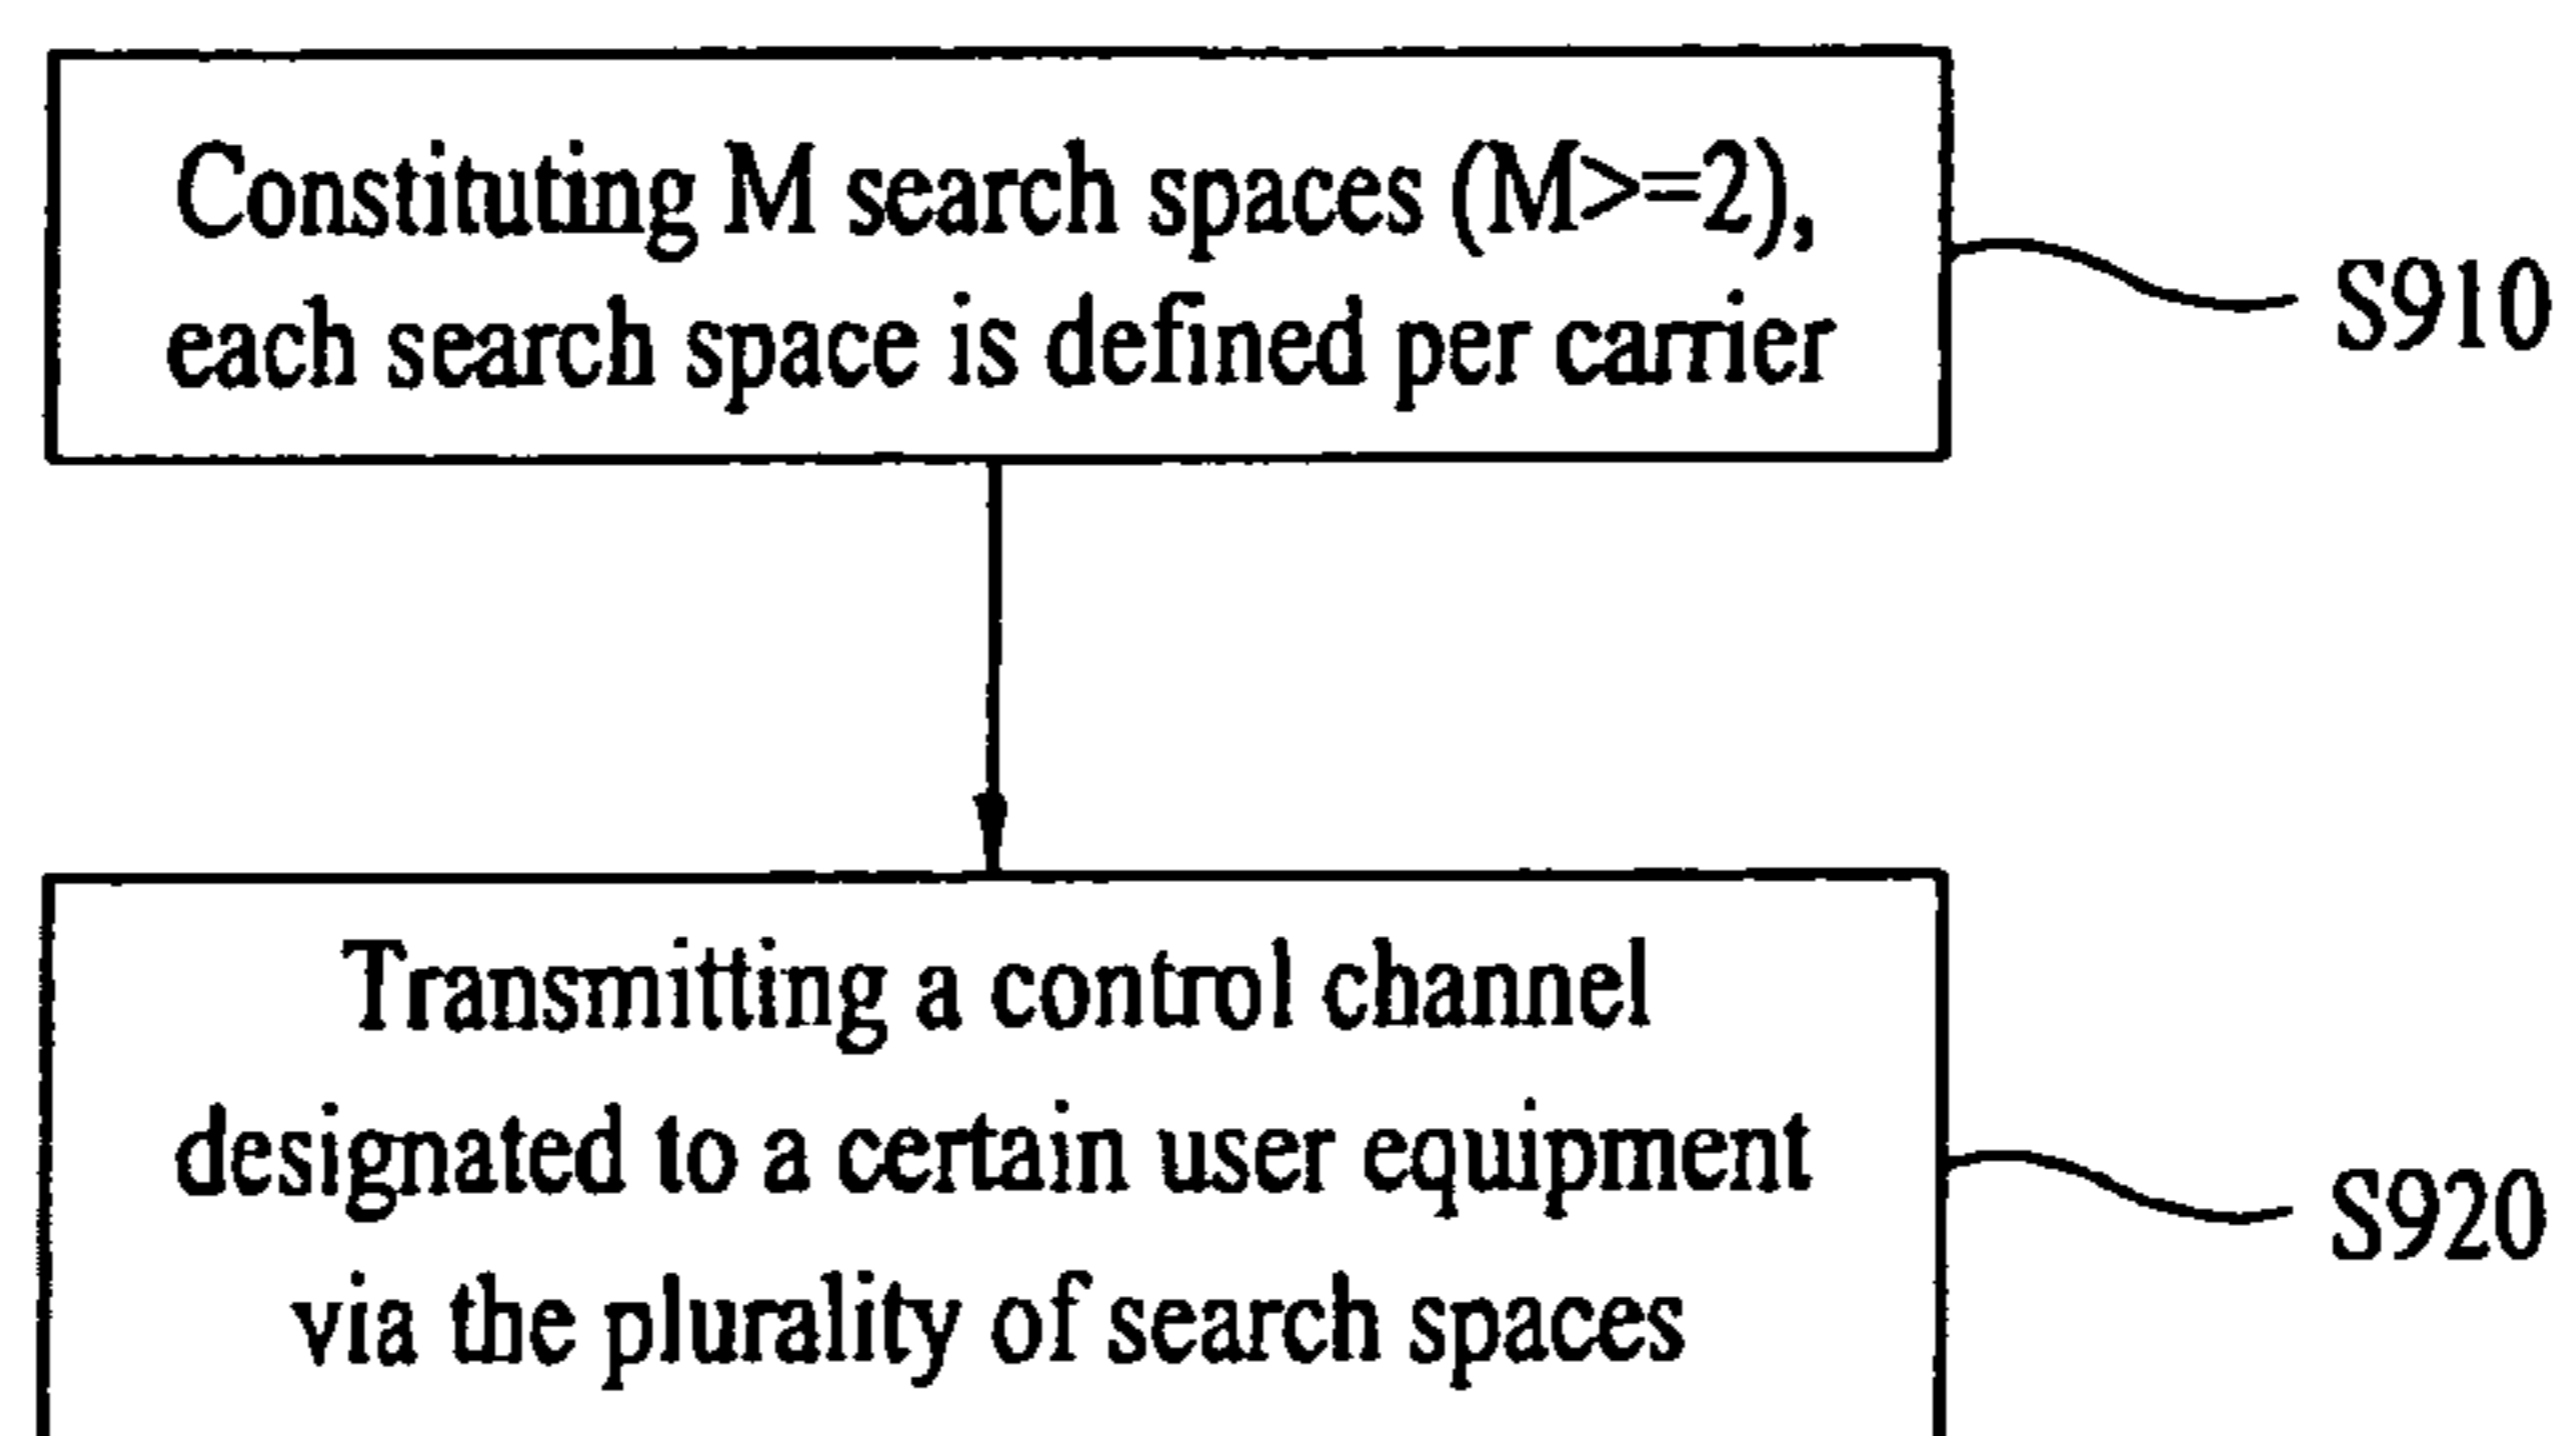 Constituting M search spaces (M>=2),
each search space is defined per carrier
S910
Transmitting a control channel
designated to a certain user equipment
via the plurality of search spaces
S920